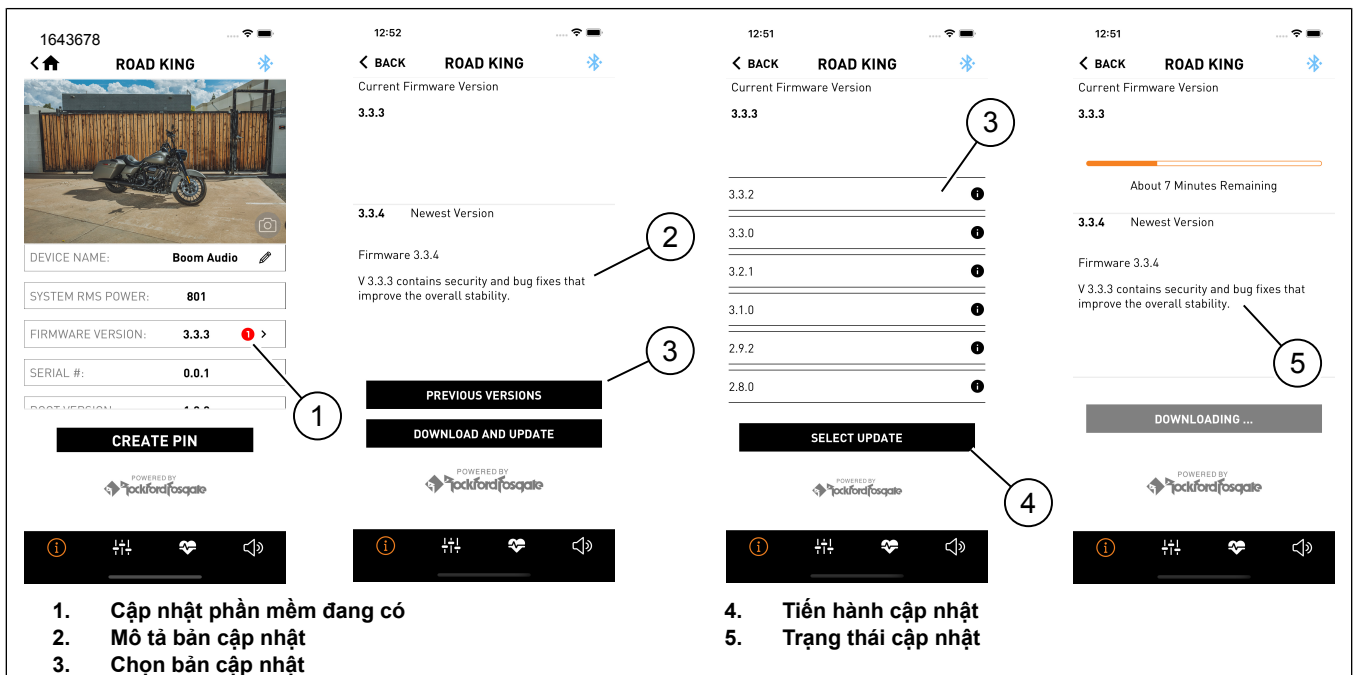 1643678
ROAD KING
DEVICE NAME: Boom Audio
SYSTEM RMS POWER: 801
FIRMWARE VERSION: 3.3.3 1
SERIAL #: 0.0.1
CREATE PIN
POWERED BY
Rockford Fosgate
1
12:52
BACK ROAD KING
Current Firmware Version
3.3.3
3.3.4 Newest Version
Firmware 3.3.4
V 3.3.3 contains security and bug fixes that
improve the overall stability.
PREVIOUS VERSIONS
DOWNLOAD AND UPDATE
POWERED BY
Rockford Fosgate
2
3
12:51
BACK ROAD KING
Current Firmware Version
3.3.3
3
3.3.2
3.3.0
3.2.1
3.1.0
2.9.2
2.8.0
SELECT UPDATE
POWERED BY
Rockford Fosgate
4
12:51
BACK ROAD KING
Current Firmware Version
3.3.3
About 7 Minutes Remaining
3.3.4 Newest Version
Firmware 3.3.4
V 3.3.3 contains security and bug fixes that
improve the overall stability.
5
DOWNLOADING ...
POWERED BY
Rockford Fosgate
1. Cập nhật phần mềm đang có
2. Mô tả bản cập nhật
3. Chọn bản cập nhật
4. Tiến hành cập nhật
5. Trạng thái cập nhật